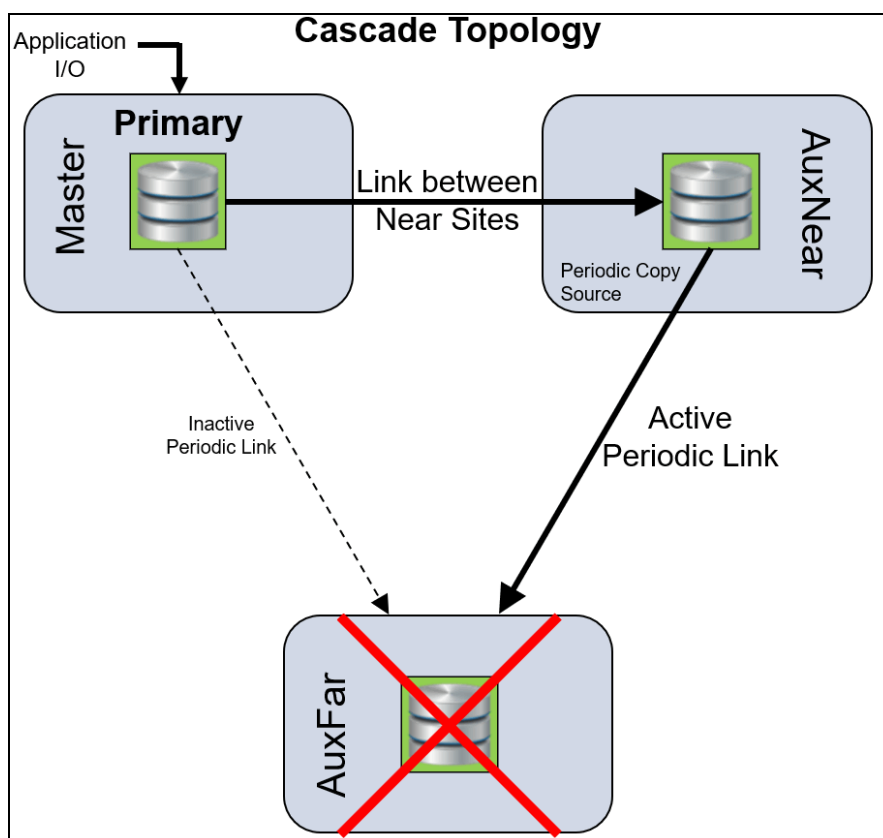 Cascade Topology
Application
I/O
Primary
Master
AuxNear
Link between
Near Sites
Periodic Copy
Source
Inactive
Periodic Link
Active
Periodic Link
AuxFar